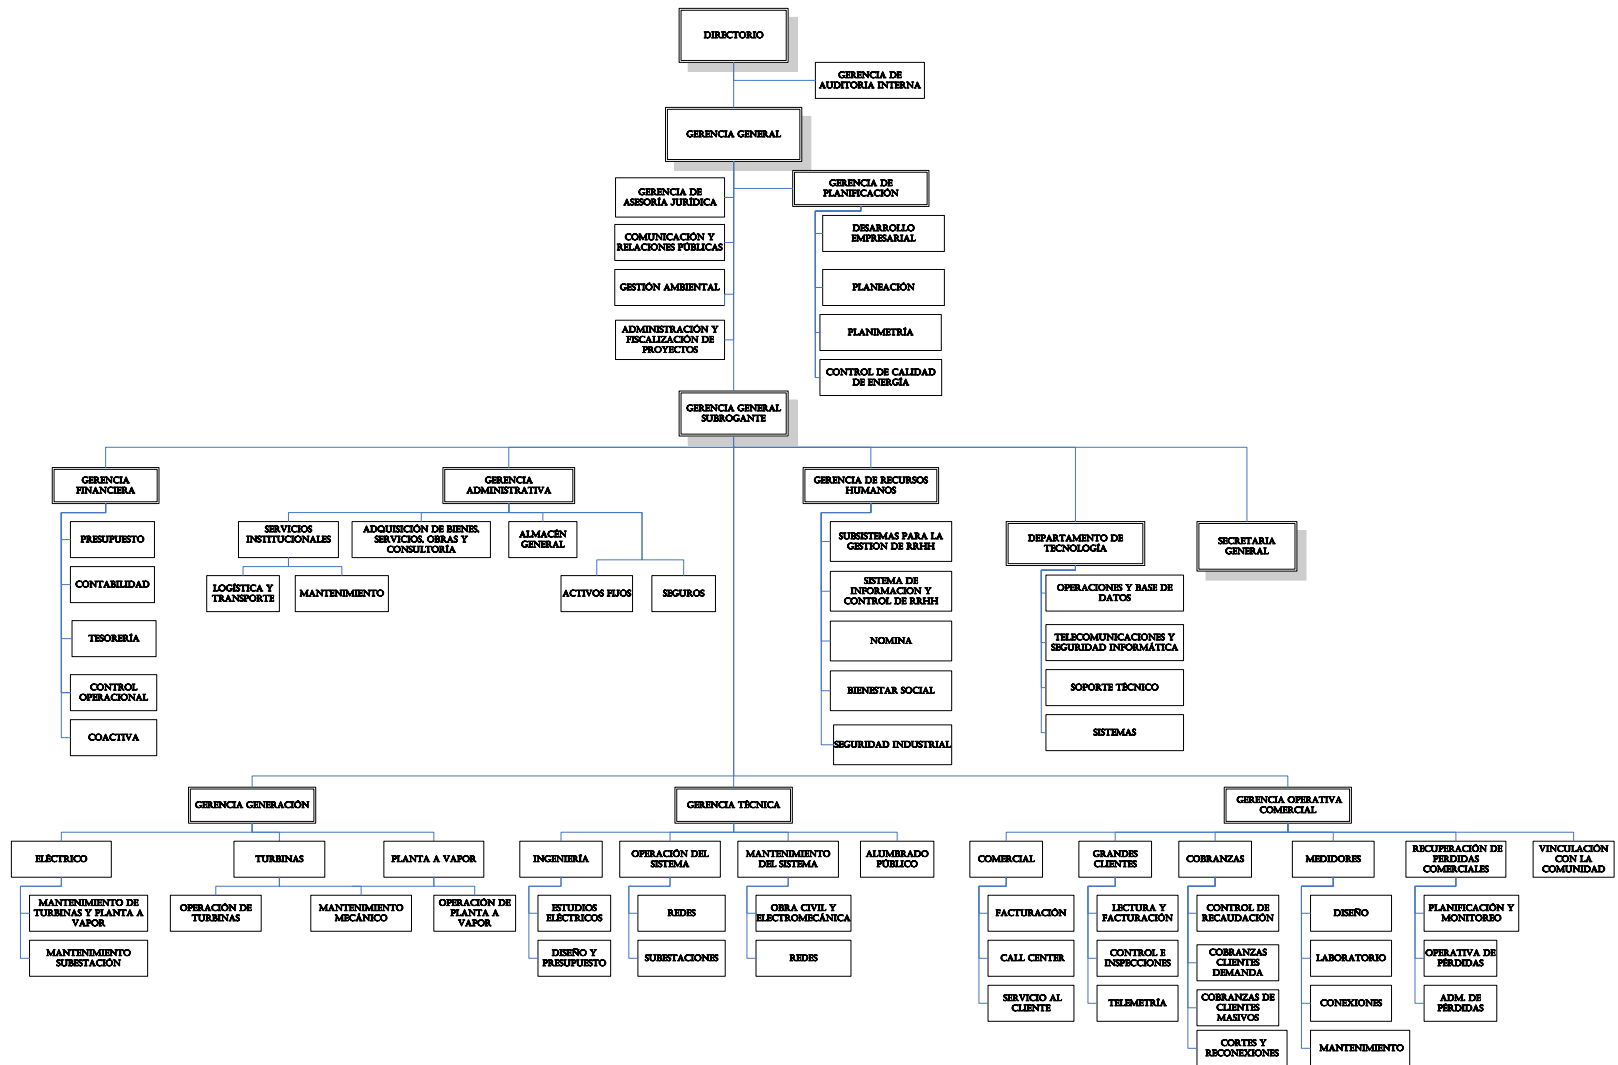 DIRECTORIO
GERENCIA DE
AUDITORIA INTERNA
GERENCIA GENERAL
GERENCIA DE
ASESORÍA JURÍDICA
GERENCIA DE
PLANIFICACIÓN
COMUNICACIÓN Y
RELACIONES PÚBLICAS
DESARROLLO
EMPRESARIAL
GESTIÓN AMBIENTAL
PLANEACIÓN
ADMINISTRACIÓN Y
FISCALIZACIÓN DE
PROYECTOS
PLANIMETRÍA
CONTROL DE CALIDAD
DE ENERGÍA
GERENCIA GENERAL
SUBROGANTE
GERENCIA
FINANCIERA
GERENCIA
ADMINISTRATIVA
GERENCIA DE RECURSOS
HUMANOS
DEPARTAMENTO DE
TECNOLOGÍA
SECRETARIA
GENERAL
PRESUPUESTO
CONTABILIDAD
TESORERÍA
CONTROL
OPERACIONAL
COACTIVA
SERVICIOS
INSTITUCIONALES
ADQUISICIÓN DE BIENES,
SERVICIOS, OBRAS Y
CONSULTORÍA
ALMACÉN
GENERAL
LOGÍSTICA Y
TRANSPORTE
MANTENIMIENTO
ACTIVOS FIJOS
SEGUROS
SUBSISTEMAS PARA LA
GESTION DE RRHH
SISTEMA DE
INFORMACION Y
CONTROL DE RRHH
NOMINA
BIENESTAR SOCIAL
SEGURIDAD INDUSTRIAL
OPERACIONES Y BASE DE
DATOS
TELECOMUNICACIONES Y
SEGURIDAD INFORMÁTICA
SOPORTE TÉCNICO
SISTEMAS
GERENCIA GENERACIÓN
GERENCIA TÉCNICA
GERENCIA OPERATIVA
COMERCIAL
ELÉCTRICO
TURBINAS
PLANTA A VAPOR
MANTENIMIENTO DE
TURBINAS Y PLANTA A
VAPOR
MANTENIMIENTO
SUBESTACIÓN
OPERACIÓN DE
TURBINAS
MANTENIMIENTO
MECÁNICO
OPERACIÓN DE
PLANTA A
VAPOR
INGENIERÍA
OPERACIÓN DEL
SISTEMA
MANTENIMIENTO
DEL SISTEMA
ALUMBRADO
PÚBLICO
ESTUDIOS
ELÉCTRICOS
DISEÑO Y
PRESUPUESTO
REDES
SUBESTACIONES
OBRA CIVIL Y
ELECTROMECÁNICA
REDES
COMERCIAL
GRANDES
CLIENTES
COBRANZAS
MEDIDORES
RECUPERACIÓN DE
PERDIDAS
COMERCIALES
VINCULACIÓN
CON LA
COMUNIDAD
FACTURACIÓN
CALL CENTER
SERVICIO AL
CLIENTE
LECTURA Y
FACTURACIÓN
CONTROL E
INSPECCIONES
TELEMETRÍA
CONTROL DE
RECAUDACIÓN
COBRANZAS
CLIENTES
DEMANDA
COBRANZAS DE
CLIENTES
MASIVOS
CORTES Y
RECONEXIONES
DISEÑO
LABORATORIO
CONEXIONES
MANTENIMIENTO
PLANIFICACIÓN Y
MONITOREO
OPERATIVA DE
PÉRDIDAS
ADM. DE
PÉRDIDAS